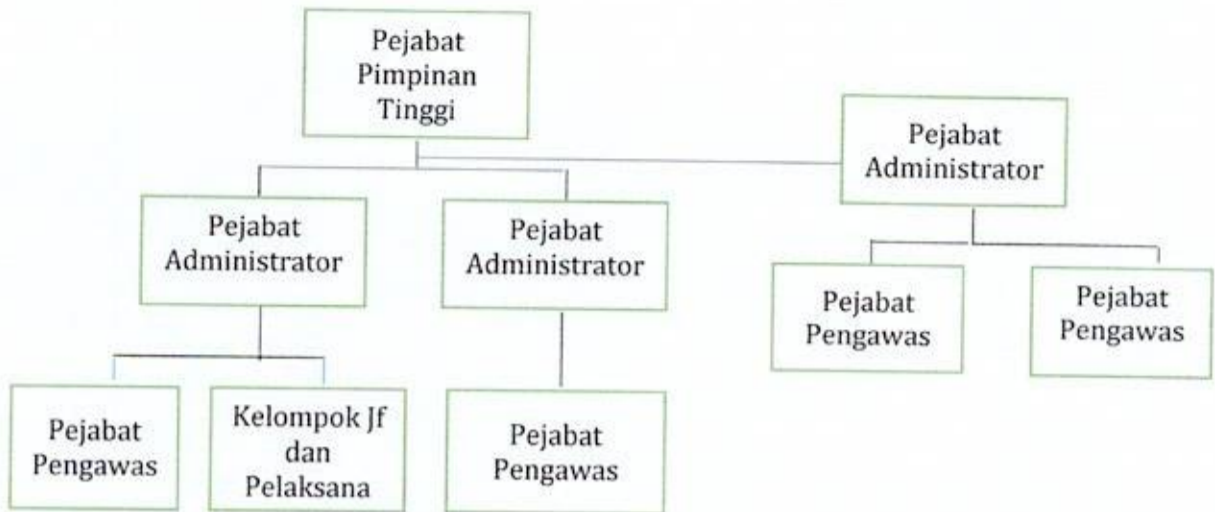 Pejabat
Pimpinan
Tinggi
Pejabat
Administrator
Pejabat
Administrator
Pejabat
Administrator
Pejabat
Pengawas
Pejabat
Pengawas
Pejabat
Pengawas
Kelompok Jf
dan
Pelaksana
Pejabat
Pengawas